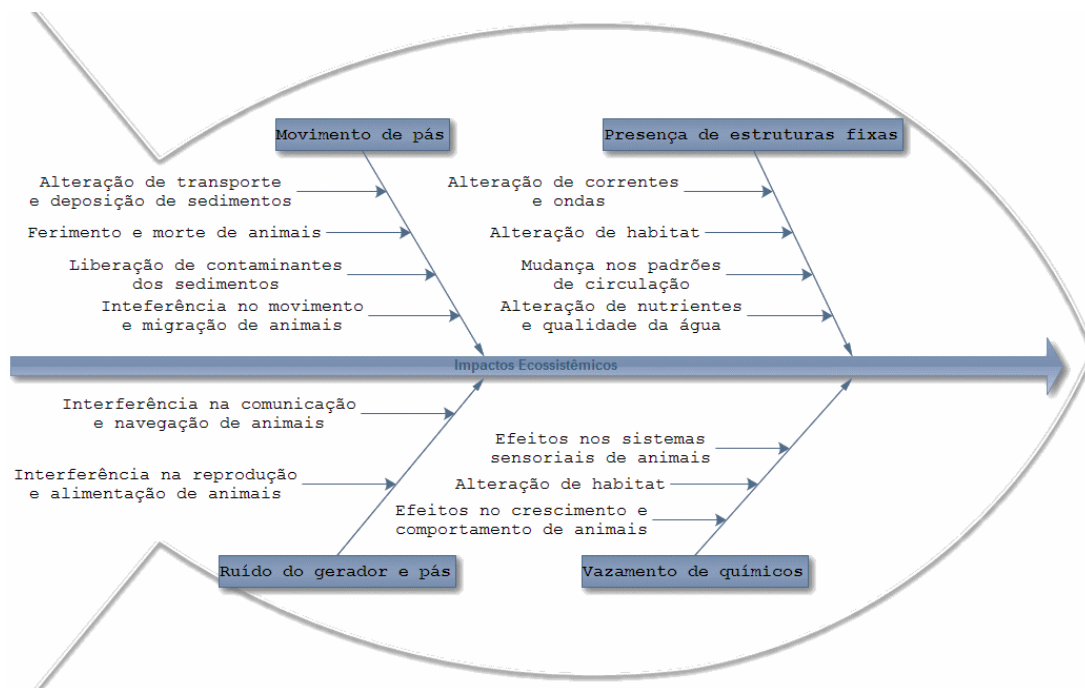 Movimento de pás
Presença de estruturas fixas
Alteração de transporte
e deposição de sedimentos
Ferimento e morte de animais
Liberação de contaminantes
dos sedimentos
Inteferência no movimento
e migração de animais
Alteração de correntes
e ondas
Alteração de habitat
Mudança nos padrões
de circulação
Alteração de nutrientes
e qualidade da água
Impactos Ecossistêmicos
Interferência na comunicação
e navegação de animais
Interferência na reprodução
e alimentação de animais
Efeitos nos sistemas
sensoriais de animais
Alteração de habitat
Efeitos no crescimento e
comportamento de animais
Ruído do gerador e pás
Vazamento de químicos